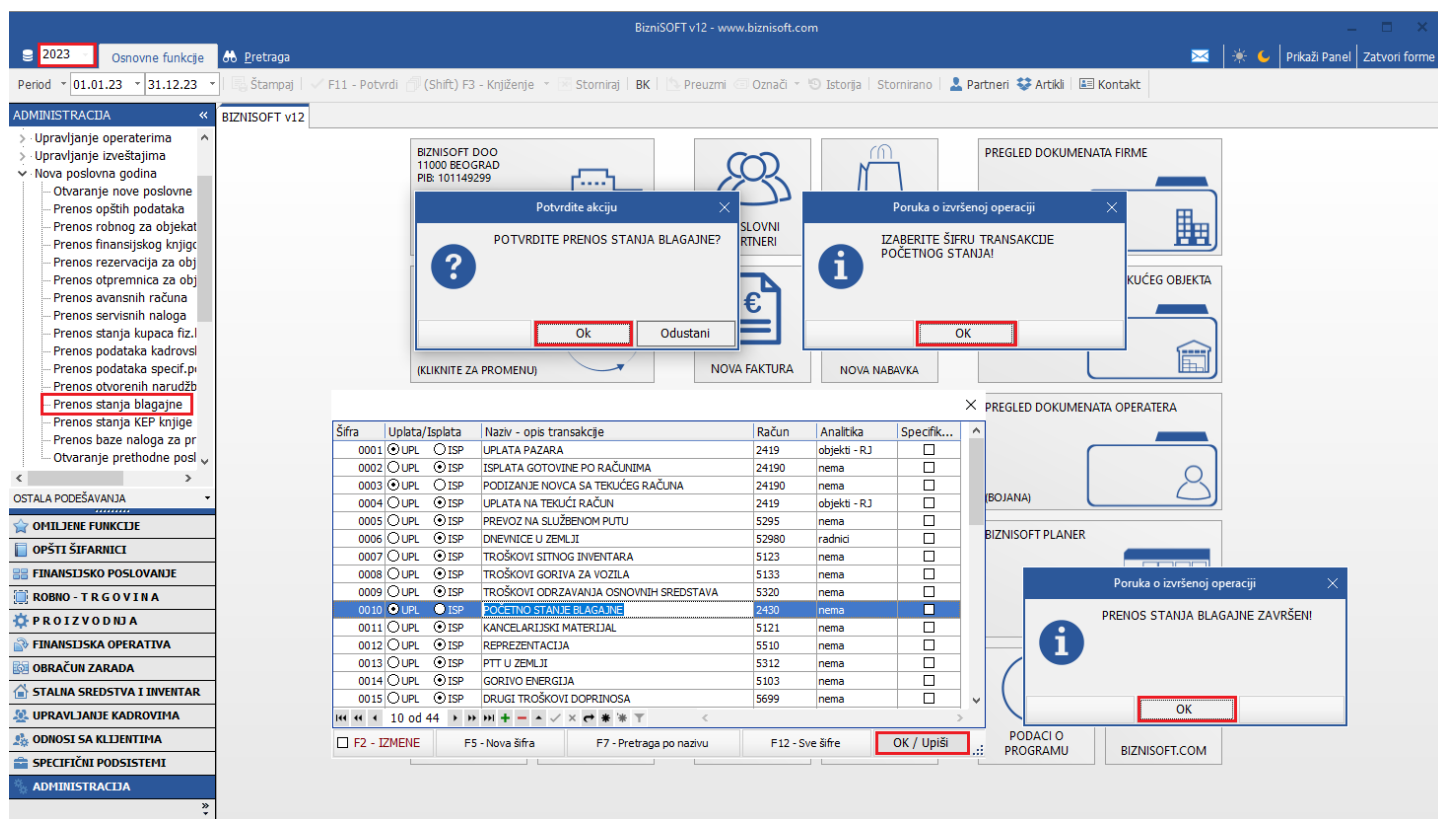 BizniSOFT v12 - www.biznisoft.com
2023
Osnovne funkcije
Pretraga
Prikaži Panel
Zatvori forme
Period
01.01.23
31.12.23
Štampaj
F11 - Potvrdi
(Shift) F3 - Knjiženje
Storniraj
BK
Preuzmi
Označi
Istorija
Stornirano
Partneri
Artikli
Kontakt
ADMINISTRACIJA
«
BIZNISOFT v12
Upravljanje operaterima
Upravljanje izveštajima
Nova poslovna godina
Otvaranje nove poslovne
Prenos opštih podataka
Prenos robnog za objekat
Prenos finansijskog knjigo
Prenos rezervacija za obj
Prenos otpremnica za obj
Prenos avansnih računa
Prenos servisnih naloga
Prenos stanja kupaca fiz.l
Prenos podataka kadrovsl
Prenos podataka specif.po
Prenos otvorenih narudžb
Prenos stanja blagajne
Prenos stanja KEP knjige
Prenos baze naloga za pr
Otvaranje prethodne posl
OSTALA PODEŠAVANJA
OMILJENE FUNKCIJE
OPŠTI ŠIFARNICI
FINANSIJSKO POSLOVANJE
ROBNO - T R G O V I N A
P R O I Z V O D NJ A
FINANSIJSKA OPERATIVA
OBRAČUN ZARADA
STALNA SREDSTVA I INVENTAR
UPRAVLJANJE KADROVIMA
ODNOSI SA KLIJENTIMA
SPECIFIČNI PODSISTEMI
ADMINISTRACIJA
BIZNISOFT DOO
11000 BEOGRAD
PIB: 101149299
SLOVNI
RTNERI
PREGLED DOKUMENATA FIRME
Potvrdite akciju
POTVRDITE PRENOS STANJA BLAGAJNE?
Ok
Odustani
Poruka o izvršenoj operaciji
IZABERITE ŠIFRU TRANSAKCIJE
POČETNOG STANJA!
OK
KUĆEG OBJEKTA
(KLIKNITE ZA PROMENU)
NOVA FAKTURA
NOVA NABAVKA
PREGLED DOKUMENATA OPERATERA
(BOJANA)
BIZNISOFT PLANER
Šifra Uplata/Isplata Naziv - opis transakcije Račun Analitika Specifik...
0001 UPL ISP UPLATA PAZARA 2419 objekti - RJ
0002 UPL ISP ISPLATA GOTOVINE PO RAČUNIMA 24190 nema
0003 UPL ISP PODIZANJE NOVCA SA TEKUĆEG RAČUNA 24190 nema
0004 UPL ISP UPLATA NA TEKUĆI RAČUN 2419 objekti - RJ
0005 UPL ISP PREVOZ NA SLUŽBENOM PUTU 5295 nema
0006 UPL ISP DNEVNICE U ZEMLJI 52980 radnici
0007 UPL ISP TROŠKOVI SITNOG INVENTARA 5123 nema
0008 UPL ISP TROŠKOVI GORIVA ZA VOZILA 5133 nema
0009 UPL ISP TROŠKOVI ODRZAVANJA OSNOVNIH SREDSTAVA 5320 nema
0010 UPL ISP POČETNO STANJE BLAGAJNE 2430 nema
0011 UPL ISP KANCELARIJSKI MATERIJAL 5121 nema
0012 UPL ISP REPREZENTACIJA 5510 nema
0013 UPL ISP PTT U ZEMLJI 5312 nema
0014 UPL ISP GORIVO ENERGIJA 5103 nema
0015 UPL ISP DRUGI TROŠKOVI DOPRINOSA 5699 nema
10 od 44
F2 - IZMENE
F5 - Nova šifra
F7 - Pretraga po nazivu
F12 - Sve šifre
OK / Upiši
Poruka o izvršenoj operaciji
PRENOS STANJA BLAGAJNE ZAVRŠEN!
OK
PODACI O
PROGRAMU
BIZNISOFT.COM